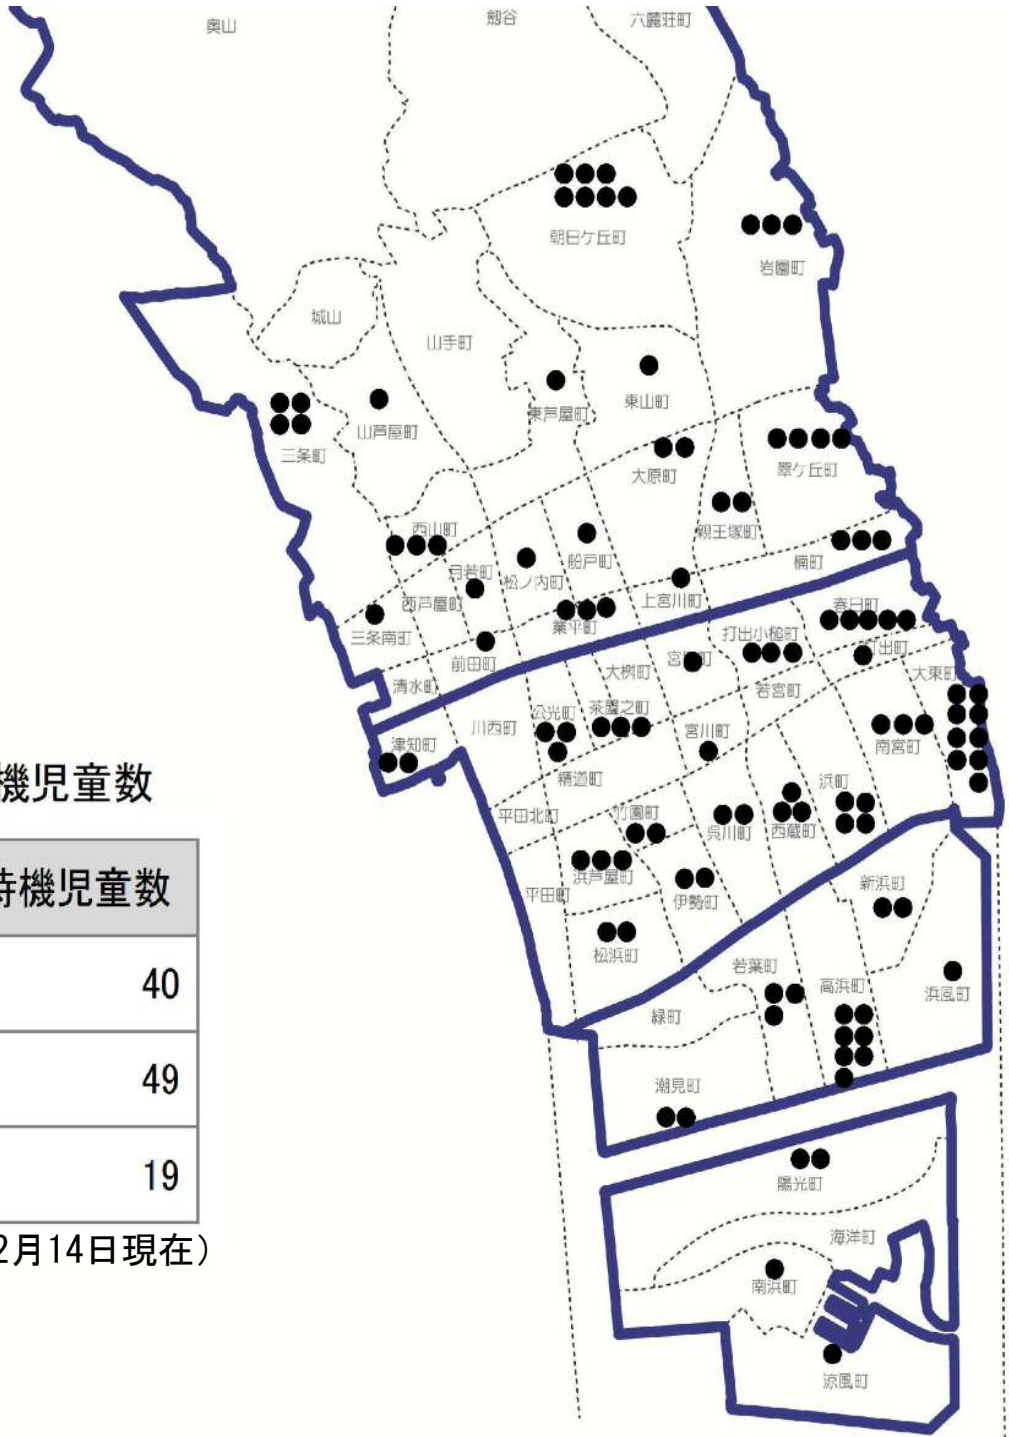 奥山
剱谷
六麓荘町
朝日ケ丘町
岩園町
城山
山手町
東芦屋町
東山町
山芦屋町
三条町
大原町
翠ケ丘町
西山町
親王塚町
楠町
船戸町
月若町
松ノ内町
西芦屋町
上宮川町
春日町
業平町
三条南町
打出小槌町
打出町
前田町
大桝町
宮塚町
大東町
清水町
若宮町
公光町
茶屋之町
川西町
宮川町
南宮町
津知町
精道町
機児童数
浜町
平田北町
竹園町
呉川町
西蔵町
待機児童数
浜芦屋町
平田町
伊勢町
新浜町
松浜町
若葉町
高浜町
浜風町
40
緑町
49
潮見町
19
陽光町
2月14日現在)
海洋町
南浜町
涼風町